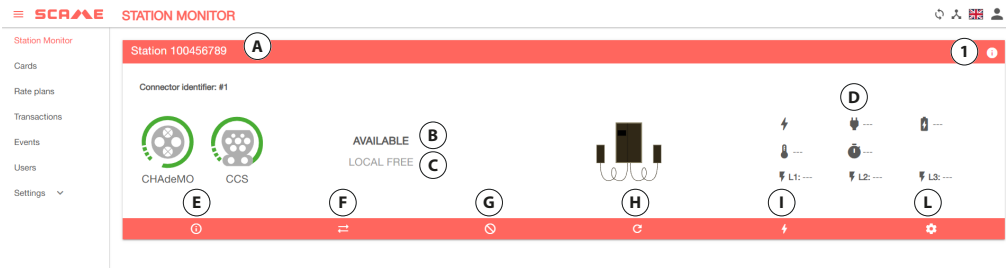 SCAME STATION MONITOR
Station Monitor
Cards
Rate plans
Transactions
Events
Users
Settings
Station 100456789 A 1
Connector identifier: #1
CHAdeMO CCS
AVAILABLE B
LOCAL FREE C
D
--- ---
--- ---
L1: --- L2: --- L3: ---
E F G H I L